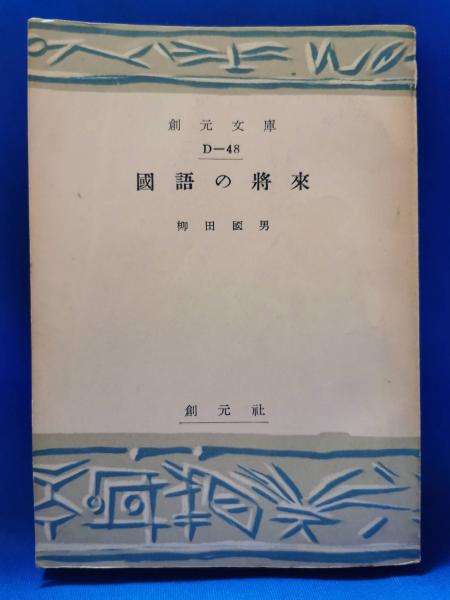 創元文庫
D—48
國語の將來
柳田國男
創元社